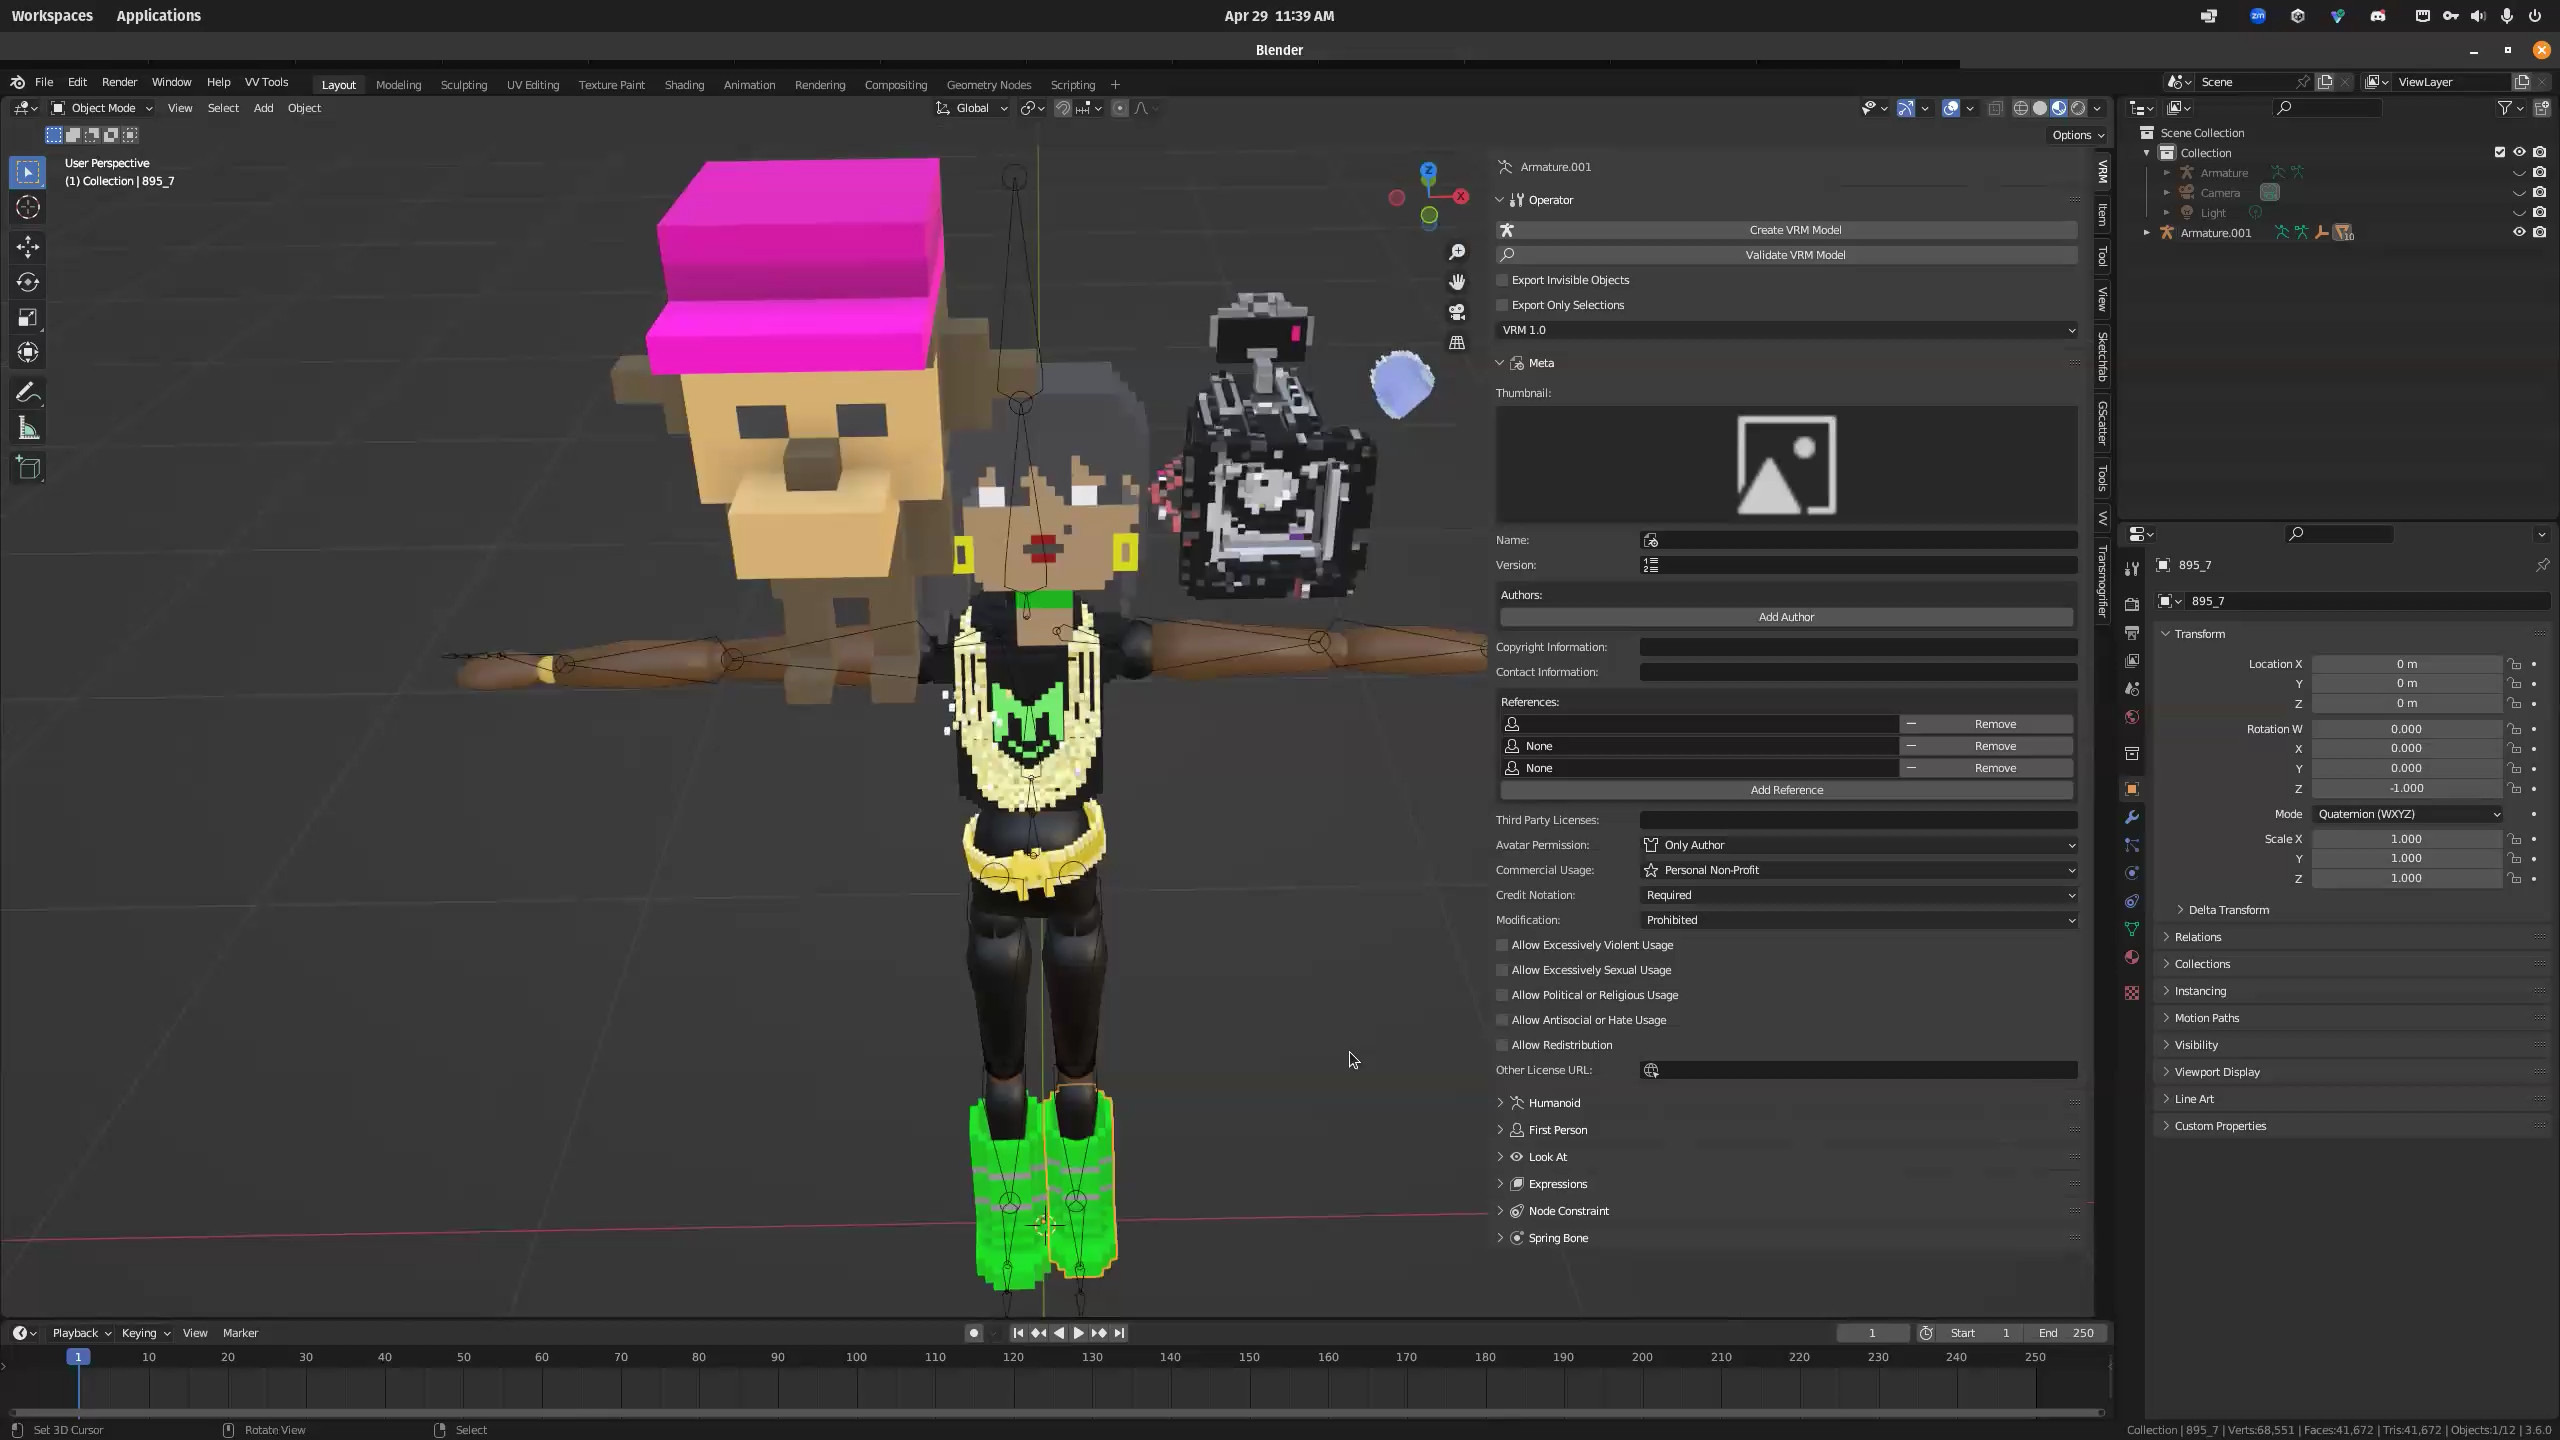 Workspaces Applications
Apr 29 11:39 AM
Blender
File Edit Render Window Help VV Tools Layout Modeling Sculpting UV Editing Texture Paint Shading Animation Rendering Compositing Geometry Nodes Scripting +
Scene
ViewLayer
Object Mode View Select Add Object
Global
Options
User Perspective
(1) Collection | 895_7
Z
X
Armature.001
Operator
Create VRM Model
Validate VRM Model
Export Invisible Objects
Export Only Selections
VRM 1.0
Meta
Thumbnail:
Name:
Version:
Authors:
Add Author
Copyright Information:
Contact Information:
References:
Remove
None Remove
None Remove
Add Reference
Third Party Licenses:
Avatar Permission: Only Author
Commercial Usage: Personal Non-Profit
Credit Notation: Required
Modification: Prohibited
Allow Excessively Violent Usage
Allow Excessively Sexual Usage
Allow Political or Religious Usage
Allow Antisocial or Hate Usage
Allow Redistribution
Other License URL:
Humanoid
First Person
Look At
Expressions
Node Constraint
Spring Bone
VRM
Item
Tool
View
Sketchfab
GScatter
Tools
VV
Transmogrifier
Scene Collection
Collection
Armature
Camera
Light
Armature.001 10
895_7
895_7
Transform
Location X 0 m
Y 0 m
Z 0 m
Rotation W 0.000
X 0.000
Y 0.000
Z -1.000
Mode Quaternion (WXYZ)
Scale X 1.000
Y 1.000
Z 1.000
Delta Transform
Relations
Collections
Instancing
Motion Paths
Visibility
Viewport Display
Line Art
Custom Properties
Playback Keying View Marker
1 Start 1 End 250
1 10 20 30 40 50 60 70 80 90 100 110 120 130 140 150 160 170 180 190 200 210 220 230 240 250
Set 3D Cursor Rotate View Select
Collection | 895_7 | Verts:68,551 | Faces:41,672 | Tris:41,672 | Objects:1/12 | 3.6.0